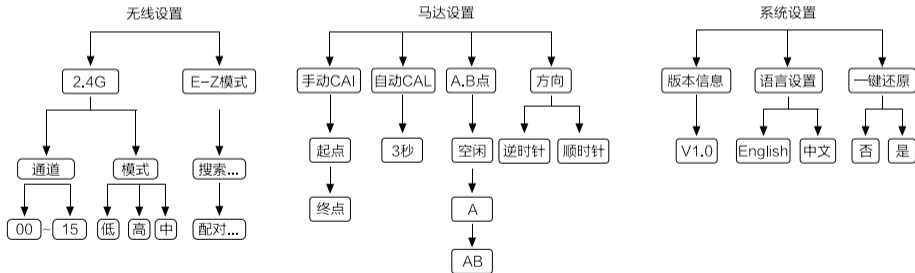 无线设置 马达设置 系统设置
2.4G E-Z模式 手动CAI 自动CAL A.B点 方向 版本信息 语言设置 一键还原
起点 3秒 空闲 逆时针 顺时针 V1.0 English 中文 否 是
通道 模式 搜索...
终点 A
00~15 低 高 中 配对...
AB